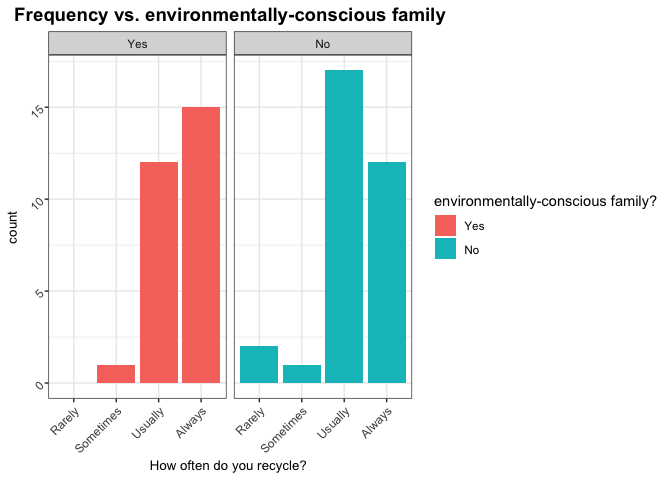 Frequency vs. environmentally-conscious family
Yes
No
count
15
10
5
0
Rarely
Sometimes
Usually
Always
Rarely
Sometimes
Usually
Always
How often do you recycle?
environmentally-conscious family?
Yes
No